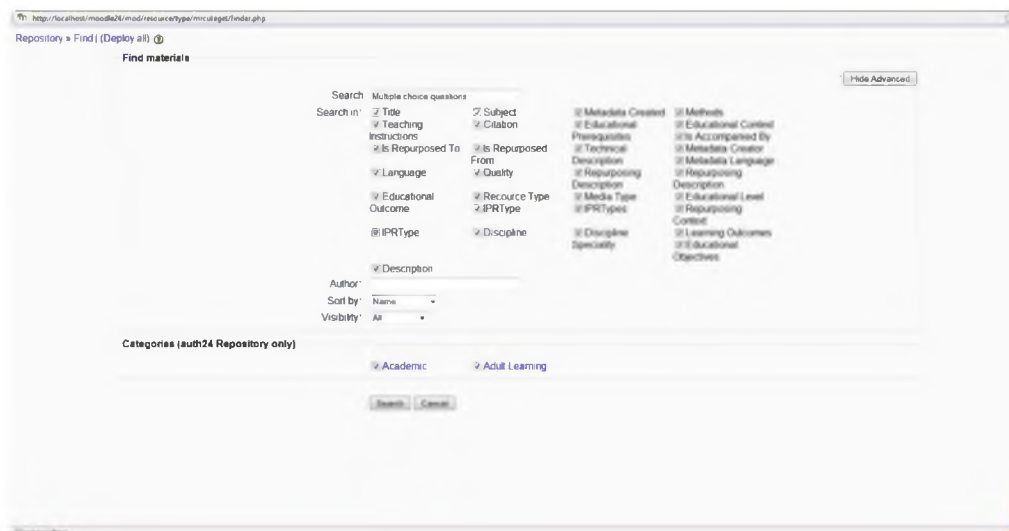 http://localhost/moodle24/mod/resource/type/mrcuteget/finder.php
Repository » Find | (Deploy all)
Find materials
Hide Advanced
Search Multiple choice questions
Search in: Title Subject Metadata Created Methods
Teaching Instructions Citation Educational Prerequisites Educational Context
Is Accompanied By
Is Repurposed To Is Repurposed From Technical Description Metadata Creator
Metadata Language
Language Quality Repurposing Description Repurposing Description
Educational Outcome Recource Type Media Type Educational Level
IPRType IPRTypes Repurposing Context
IPRType Discipline Discipline Speciality Learning Outcomes
Educational Objectives
Description
Author
Sort by Name
Visibility All
Categories (auth24 Repository only)
Academic Adult Learning
Search Cancel